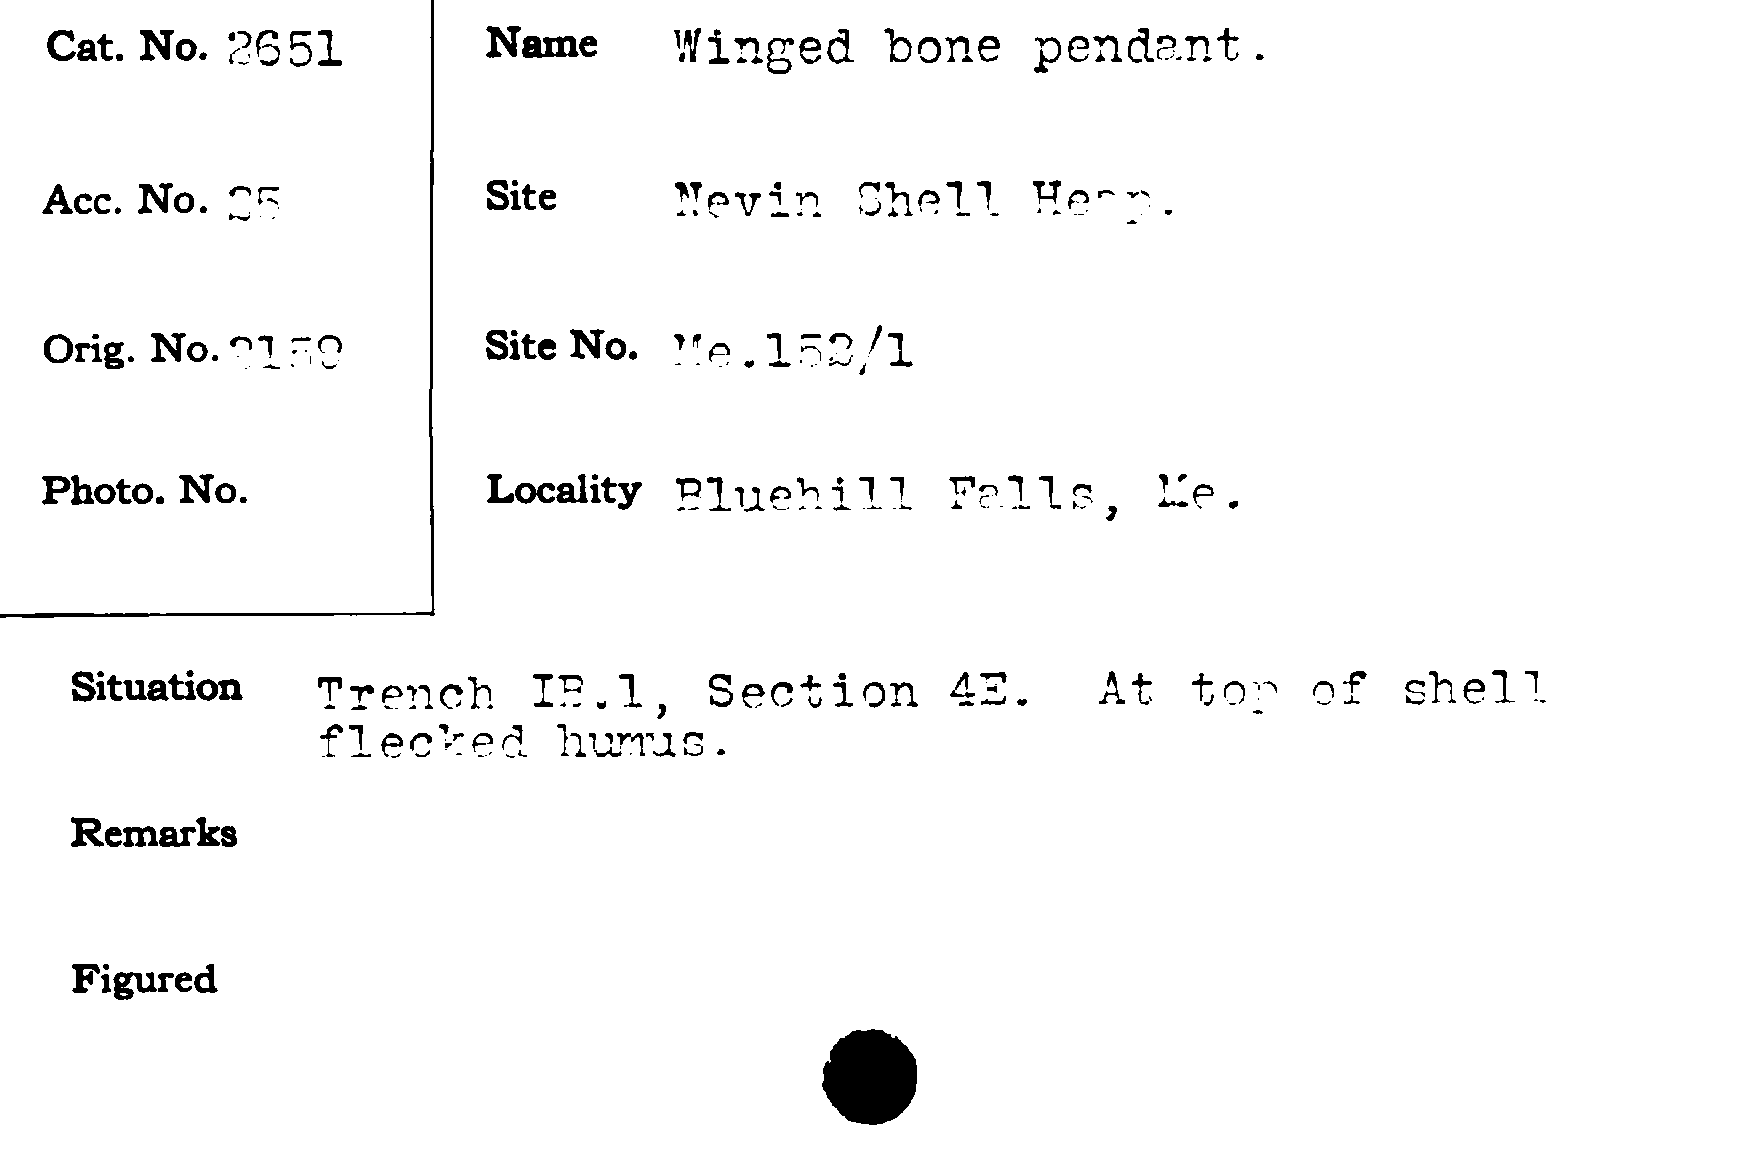 Cat. No. 2651
Name Winged bone pendant.
Acc. No. 25
Site Nevin Shell Heap.
Orig. No.
Site No. Me.152/1
Photo. No.
Locality Bluehill Falls, Me.
Situation Trench IB.1, Section 4E. At top of shell
flecked humus.
Remarks
Figured